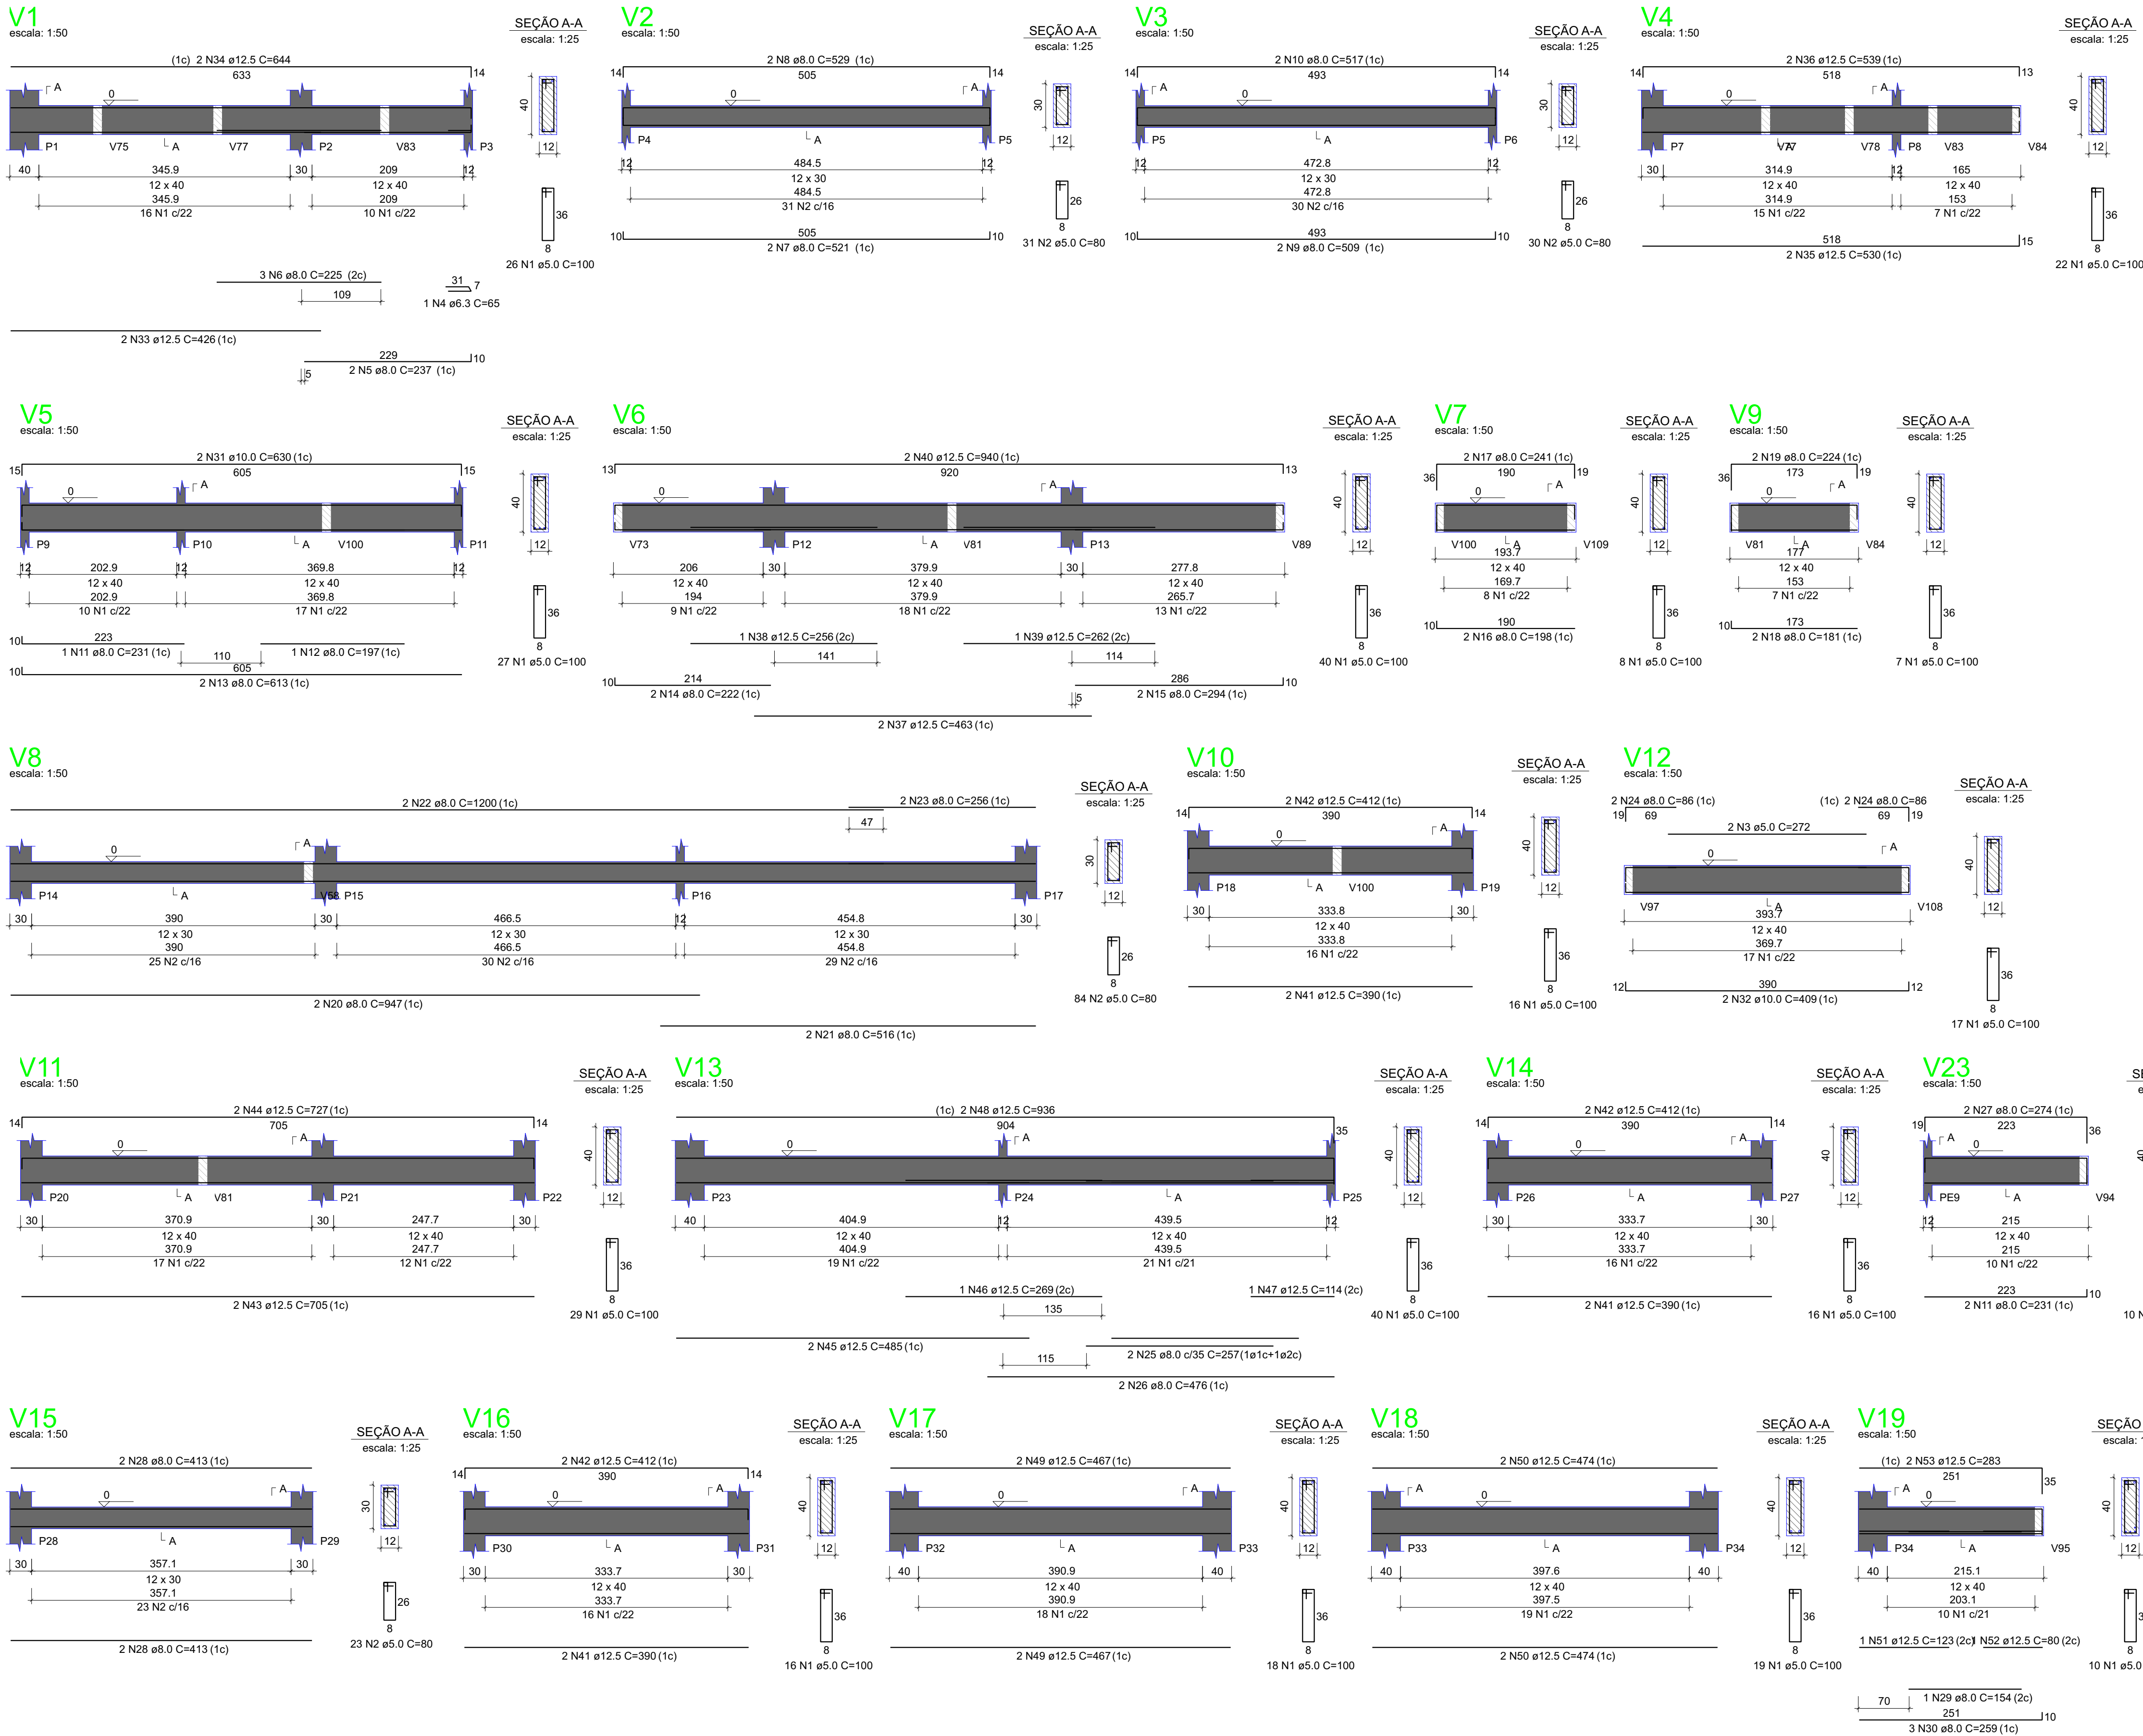 V1
escala: 1:50
SEÇÃO A-A
escala: 1:25
(1c) 2 N34 ø12.5 C=644
633
14
A
0
40
12
P1
V75
A
V77
P2
V83
P3
40
345.9
30
209
12
12 x 40
12 x 40
345.9
209
16 N1 c/22
10 N1 c/22
36
8
26 N1 ø5.0 C=100
3 N6 ø8.0 C=225 (2c)
109
31
7
1 N4 ø6.3 C=65
2 N33 ø12.5 C=426 (1c)
229
10
5
2 N5 ø8.0 C=237 (1c)
V2
escala: 1:50
SEÇÃO A-A
escala: 1:25
2 N8 ø8.0 C=529 (1c)
14
505
14
A
0
30
12
P4
A
P5
12
484.5
12
12 x 30
484.5
31 N2 c/16
26
8
31 N2 ø5.0 C=80
10
505
10
2 N7 ø8.0 C=521 (1c)
V3
escala: 1:50
SEÇÃO A-A
escala: 1:25
2 N10 ø8.0 C=517 (1c)
14
493
14
A
0
30
12
P5
A
P6
12
472.8
12
12 x 30
472.8
30 N2 c/16
26
8
30 N2 ø5.0 C=80
10
493
10
2 N9 ø8.0 C=509 (1c)
V4
escala: 1:50
SEÇÃO A-A
escala: 1:25
2 N36 ø12.5 C=539 (1c)
14
518
13
A
0
40
12
P7
V77
A
V78
P8
V83
V84
30
314.9
12
165
12 x 40
12 x 40
314.9
153
15 N1 c/22
7 N1 c/22
36
8
22 N1 ø5.0 C=100
518
15
2 N35 ø12.5 C=530 (1c)
V5
escala: 1:50
SEÇÃO A-A
escala: 1:25
2 N31 ø10.0 C=630 (1c)
15
605
15
A
0
40
12
P9
P10
A
V100
P11
12
202.9
12
369.8
12
12 x 40
12 x 40
202.9
369.8
10 N1 c/22
17 N1 c/22
36
8
27 N1 ø5.0 C=100
10
223
1 N11 ø8.0 C=231 (1c)
1 N12 ø8.0 C=197 (1c)
110
10
605
2 N13 ø8.0 C=613 (1c)
V6
escala: 1:50
SEÇÃO A-A
escala: 1:25
2 N40 ø12.5 C=940 (1c)
13
920
13
A
0
40
12
V73
P12
A
V81
P13
V89
206
30
379.9
30
277.8
12 x 40
12 x 40
12 x 40
194
379.9
265.7
9 N1 c/22
18 N1 c/22
13 N1 c/22
36
8
40 N1 ø5.0 C=100
1 N38 ø12.5 C=256 (2c)
1 N39 ø12.5 C=262 (2c)
141
114
10
214
286
10
2 N14 ø8.0 C=222 (1c)
5
2 N15 ø8.0 C=294 (1c)
2 N37 ø12.5 C=463 (1c)
V7
escala: 1:50
SEÇÃO A-A
escala: 1:25
2 N17 ø8.0 C=241 (1c)
36
190
19
A
0
40
12
V100
A
V109
193.7
12 x 40
169.7
8 N1 c/22
36
8
8 N1 ø5.0 C=100
10
190
2 N16 ø8.0 C=198 (1c)
V9
escala: 1:50
SEÇÃO A-A
escala: 1:25
2 N19 ø8.0 C=224 (1c)
36
173
19
A
0
40
12
V81
A
V84
177
12 x 40
153
7 N1 c/22
36
8
7 N1 ø5.0 C=100
10
173
2 N18 ø8.0 C=181 (1c)
V8
escala: 1:50
SEÇÃO A-A
escala: 1:25
2 N22 ø8.0 C=1200 (1c)
2 N23 ø8.0 C=256 (1c)
47
A
0
30
12
P14
A
V58
P15
P16
P17
30
390
30
466.5
12
454.8
30
12 x 30
12 x 30
12 x 30
390
466.5
454.8
25 N2 c/16
30 N2 c/16
29 N2 c/16
26
8
84 N2 ø5.0 C=80
2 N20 ø8.0 C=947 (1c)
2 N21 ø8.0 C=516 (1c)
V10
escala: 1:50
SEÇÃO A-A
escala: 1:25
2 N42 ø12.5 C=412 (1c)
14
390
14
A
0
40
12
P18
A
V100
P19
30
333.8
30
12 x 40
333.8
16 N1 c/22
36
8
16 N1 ø5.0 C=100
2 N41 ø12.5 C=390 (1c)
V12
escala: 1:50
SEÇÃO A-A
escala: 1:25
2 N24 ø8.0 C=86 (1c)
(1c) 2 N24 ø8.0 C=86
19
69
69
19
2 N3 ø5.0 C=272
A
0
40
12
V97
A
V108
393.7
12 x 40
369.7
17 N1 c/22
36
8
17 N1 ø5.0 C=100
12
390
12
2 N32 ø10.0 C=409 (1c)
V11
escala: 1:50
SEÇÃO A-A
escala: 1:25
2 N44 ø12.5 C=727 (1c)
14
705
14
A
0
40
12
P20
A
V81
P21
P22
30
370.9
30
247.7
30
12 x 40
12 x 40
370.9
247.7
17 N1 c/22
12 N1 c/22
36
8
29 N1 ø5.0 C=100
2 N43 ø12.5 C=705 (1c)
V13
escala: 1:50
SEÇÃO A-A
escala: 1:25
(1c) 2 N48 ø12.5 C=936
904
35
A
0
40
12
P23
P24
A
P25
40
404.9
12
439.5
12
12 x 40
12 x 40
404.9
439.5
19 N1 c/22
21 N1 c/21
36
8
40 N1 ø5.0 C=100
1 N46 ø12.5 C=269 (2c)
1 N47 ø12.5 C=114 (2c)
135
2 N45 ø12.5 C=485 (1c)
2 N25 ø8.0 c/35 C=257 (1ø1c+1ø2c)
115
2 N26 ø8.0 C=476 (1c)
V14
escala: 1:50
SEÇÃO A-A
escala: 1:25
2 N42 ø12.5 C=412 (1c)
14
390
14
A
0
40
12
P26
A
P27
30
333.7
30
12 x 40
333.7
16 N1 c/22
36
8
16 N1 ø5.0 C=100
2 N41 ø12.5 C=390 (1c)
V23
escala: 1:50
2 N27 ø8.0 C=274 (1c)
19
223
36
A
0
PE9
A
V94
12
215
12 x 40
215
10 N1 c/22
223
10
2 N11 ø8.0 C=231 (1c)
V15
escala: 1:50
SEÇÃO A-A
escala: 1:25
2 N28 ø8.0 C=413 (1c)
A
0
30
12
P28
A
P29
30
357.1
30
12 x 30
357.1
23 N2 c/16
26
8
23 N2 ø5.0 C=80
2 N28 ø8.0 C=413 (1c)
V16
escala: 1:50
SEÇÃO A-A
escala: 1:25
2 N42 ø12.5 C=412 (1c)
14
390
14
A
0
40
12
P30
A
P31
30
333.7
30
12 x 40
333.7
16 N1 c/22
36
8
16 N1 ø5.0 C=100
2 N41 ø12.5 C=390 (1c)
V17
escala: 1:50
SEÇÃO A-A
escala: 1:25
2 N49 ø12.5 C=467 (1c)
A
0
40
12
P32
A
P33
40
390.9
40
12 x 40
390.9
18 N1 c/22
36
8
18 N1 ø5.0 C=100
2 N49 ø12.5 C=467 (1c)
V18
escala: 1:50
SEÇÃO A-A
escala: 1:25
2 N50 ø12.5 C=474 (1c)
A
0
40
12
P33
A
P34
40
397.6
40
12 x 40
397.5
19 N1 c/22
36
8
19 N1 ø5.0 C=100
2 N50 ø12.5 C=474 (1c)
V19
escala: 1:50
SEÇÃO
(1c) 2 N53 ø12.5 C=283
251
35
A
0
40
12
P34
A
V95
40
215.1
12 x 40
203.1
10 N1 c/21
8
10 N1 ø5.0
1 N51 ø12.5 C=123 (2c)
1 N52 ø12.5 C=80 (2c)
70
1 N29 ø8.0 C=154 (2c)
251
10
3 N30 ø8.0 C=259 (1c)